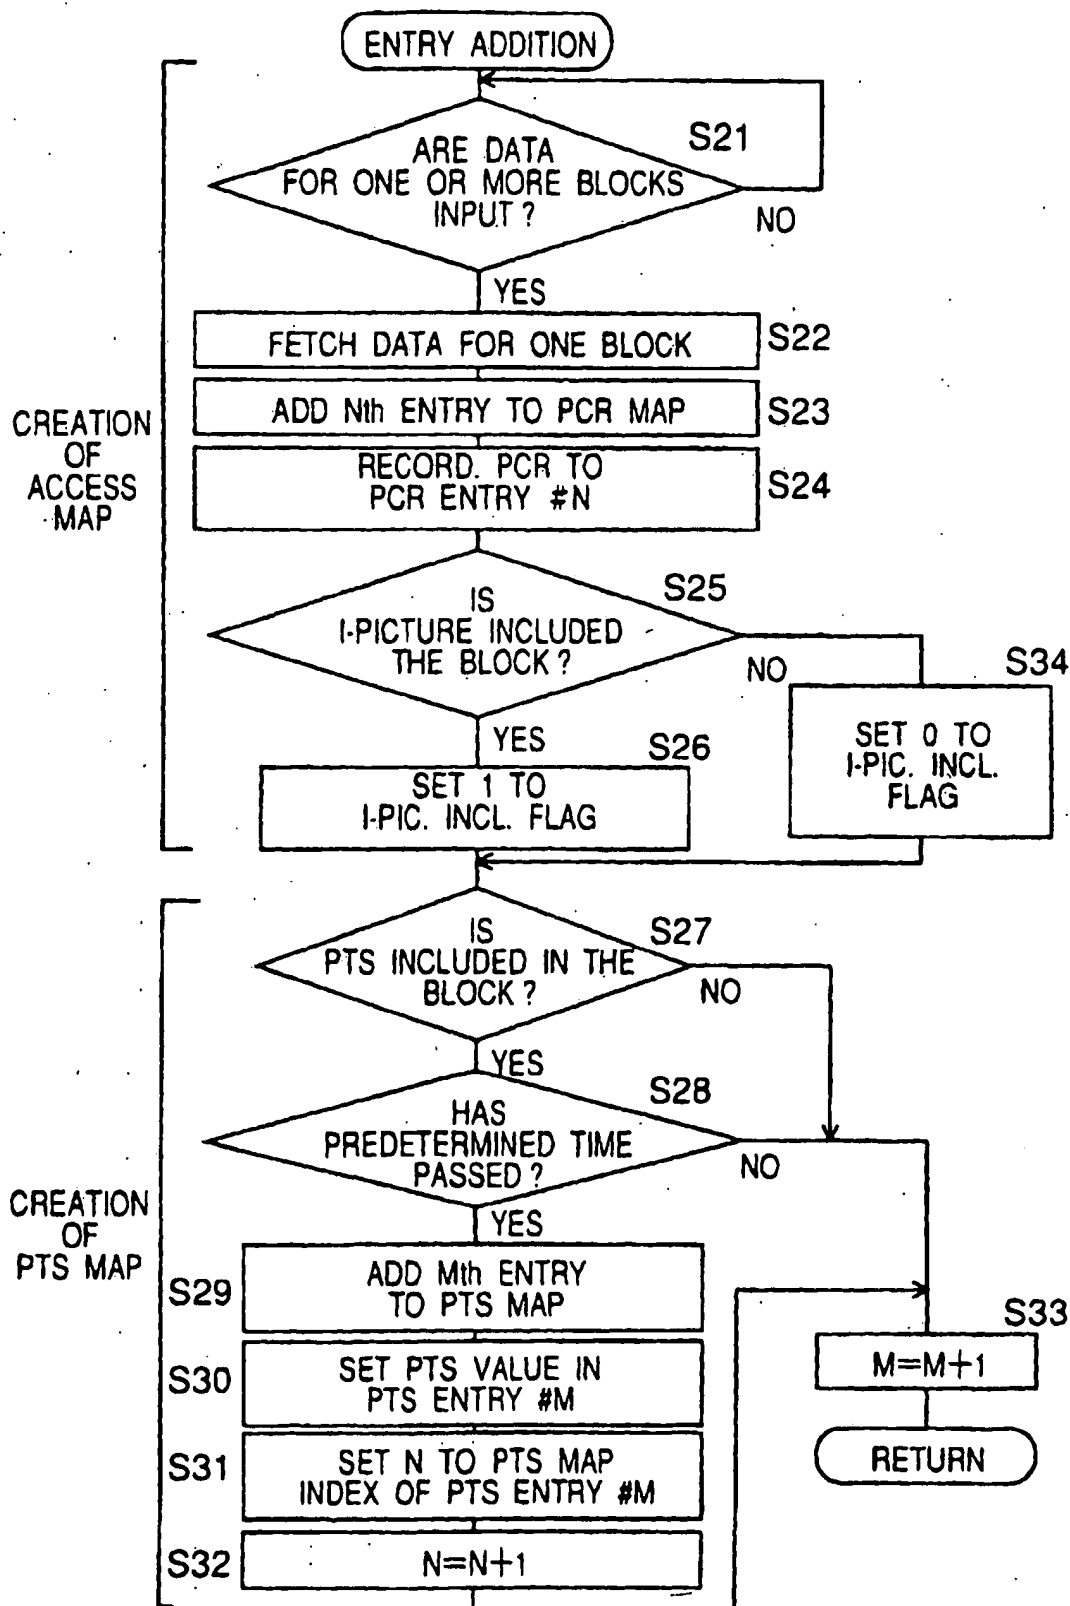 ENTRY ADDITION
S21
ARE DATA
FOR ONE OR MORE BLOCKS
INPUT ?
NO
YES
FETCH DATA FOR ONE BLOCK
S22
ADD Nth ENTRY TO PCR MAP
S23
RECORD. PCR TO
PCR ENTRY #N
S24
CREATION
OF
ACCESS
MAP
S25
IS
I-PICTURE INCLUDED
THE BLOCK ?
NO
S34
YES
S26
SET 1 TO
I-PIC. INCL. FLAG
SET 0 TO
I-PIC. INCL.
FLAG
S27
IS
PTS INCLUDED IN THE
BLOCK ?
NO
YES
S28
HAS
PREDETERMINED TIME
PASSED ?
NO
YES
CREATION
OF
PTS MAP
S29
ADD Mth ENTRY
TO PTS MAP
S33
M=M+1
S30
SET PTS VALUE IN
PTS ENTRY #M
RETURN
S31
SET N TO PTS MAP
INDEX OF PTS ENTRY #M
S32
N=N+1